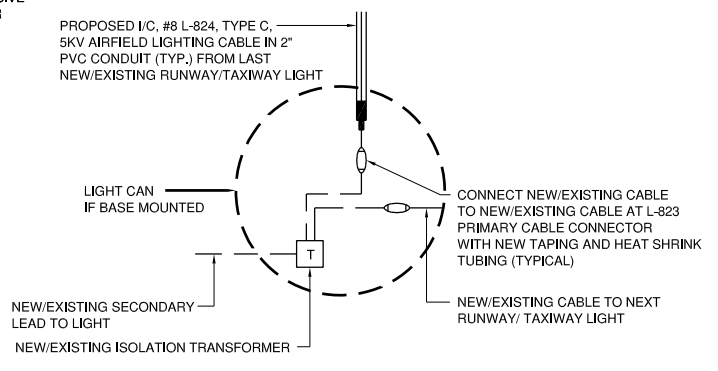 PROPOSED I/C, #8 L-824, TYPE C,
5KV AIRFIELD LIGHTING CABLE IN 2"
PVC CONDUIT (TYP.) FROM LAST
NEW/EXISTING RUNWAY/TAXIWAY LIGHT
LIGHT CAN
IF BASE MOUNTED
CONNECT NEW/EXISTING CABLE
TO NEW/EXISTING CABLE AT L-823
PRIMARY CABLE CONNECTOR
WITH NEW TAPING AND HEAT SHRINK
TUBING (TYPICAL)
T
NEW/EXISTING SECONDARY
LEAD TO LIGHT
NEW/EXISTING CABLE TO NEXT
RUNWAY/ TAXIWAY LIGHT
NEW/EXISTING ISOLATION TRANSFORMER